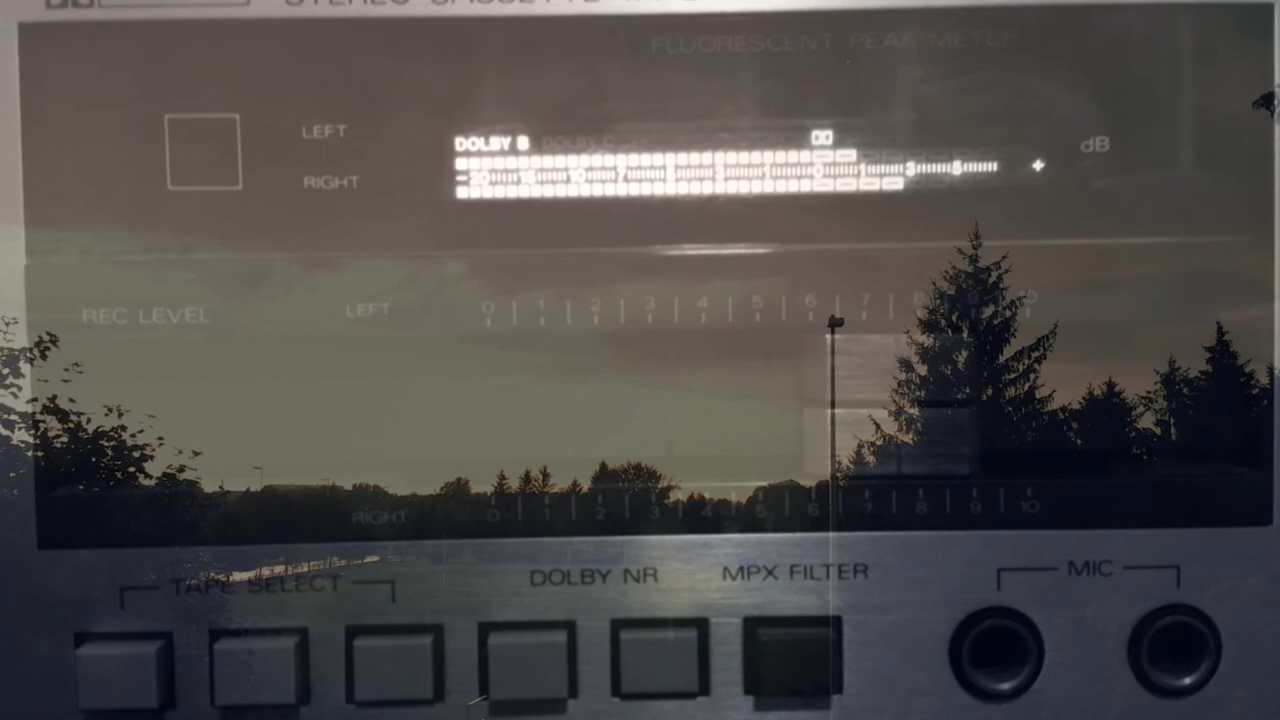 STEREO CASSETTE
FLUORESCENT PEAK METER
LEFT
DOLBY B DOLBY C
dB
-20 15 10 7 5 3 1 0 1 3 5 +
RIGHT
REC LEVEL LEFT 0 1 2 3 4 5 6 7 8 9 10
RIGHT 0 1 2 3 4 5 6 7 8 9 10
TAPE SELECT DOLBY NR MPX FILTER MIC